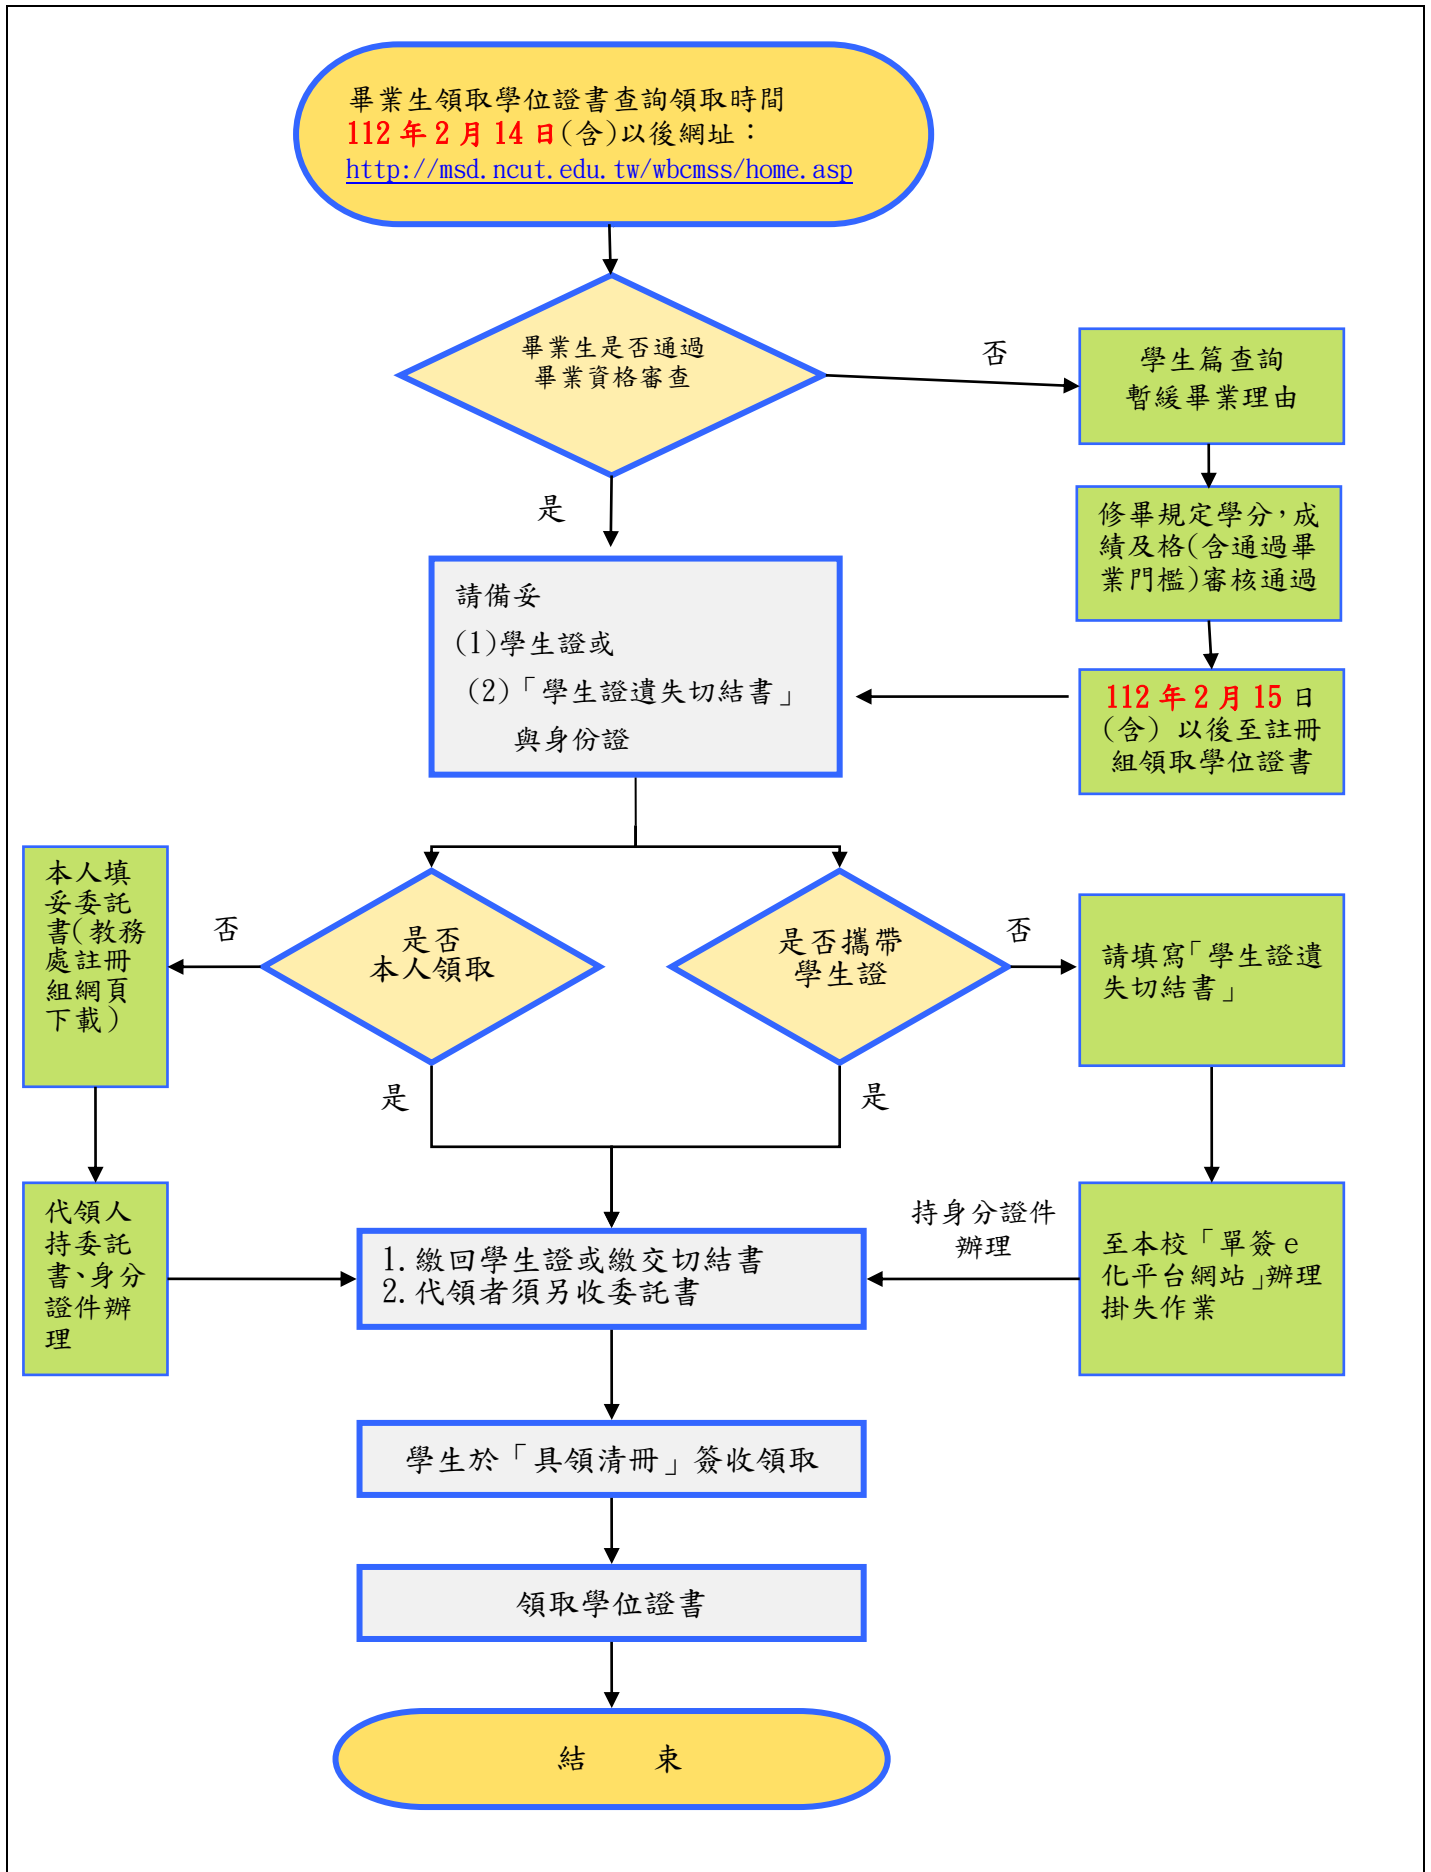 畢業生領取學位證書查詢領取時間
112 年 2 月 14 日(含)以後網址：
http://msd.ncut.edu.tw/wbcmss/home.asp
畢業生是否通過
畢業資格審查
否
學生篇查詢
暫緩畢業理由
是
修畢規定學分,成
績及格(含通過畢
業門檻)審核通過
請備妥
(1)學生證或
(2)「學生證遺失切結書」
與身份證
112 年 2 月 15 日
(含) 以後至註冊
組領取學位證書
本人填
妥委託
書(教務
處註冊
組網頁
下載)
否
是否
本人領取
是否攜帶
學生證
否
請填寫「學生證遺
失切結書」
是
是
代領人
持委託
書、身分
證件辦
理
1.繳回學生證或繳交切結書
2.代領者須另收委託書
持身分證件
辦理
至本校「單簽 e
化平台網站」辦理
掛失作業
學生於「具領清冊」簽收領取
領取學位證書
結 束